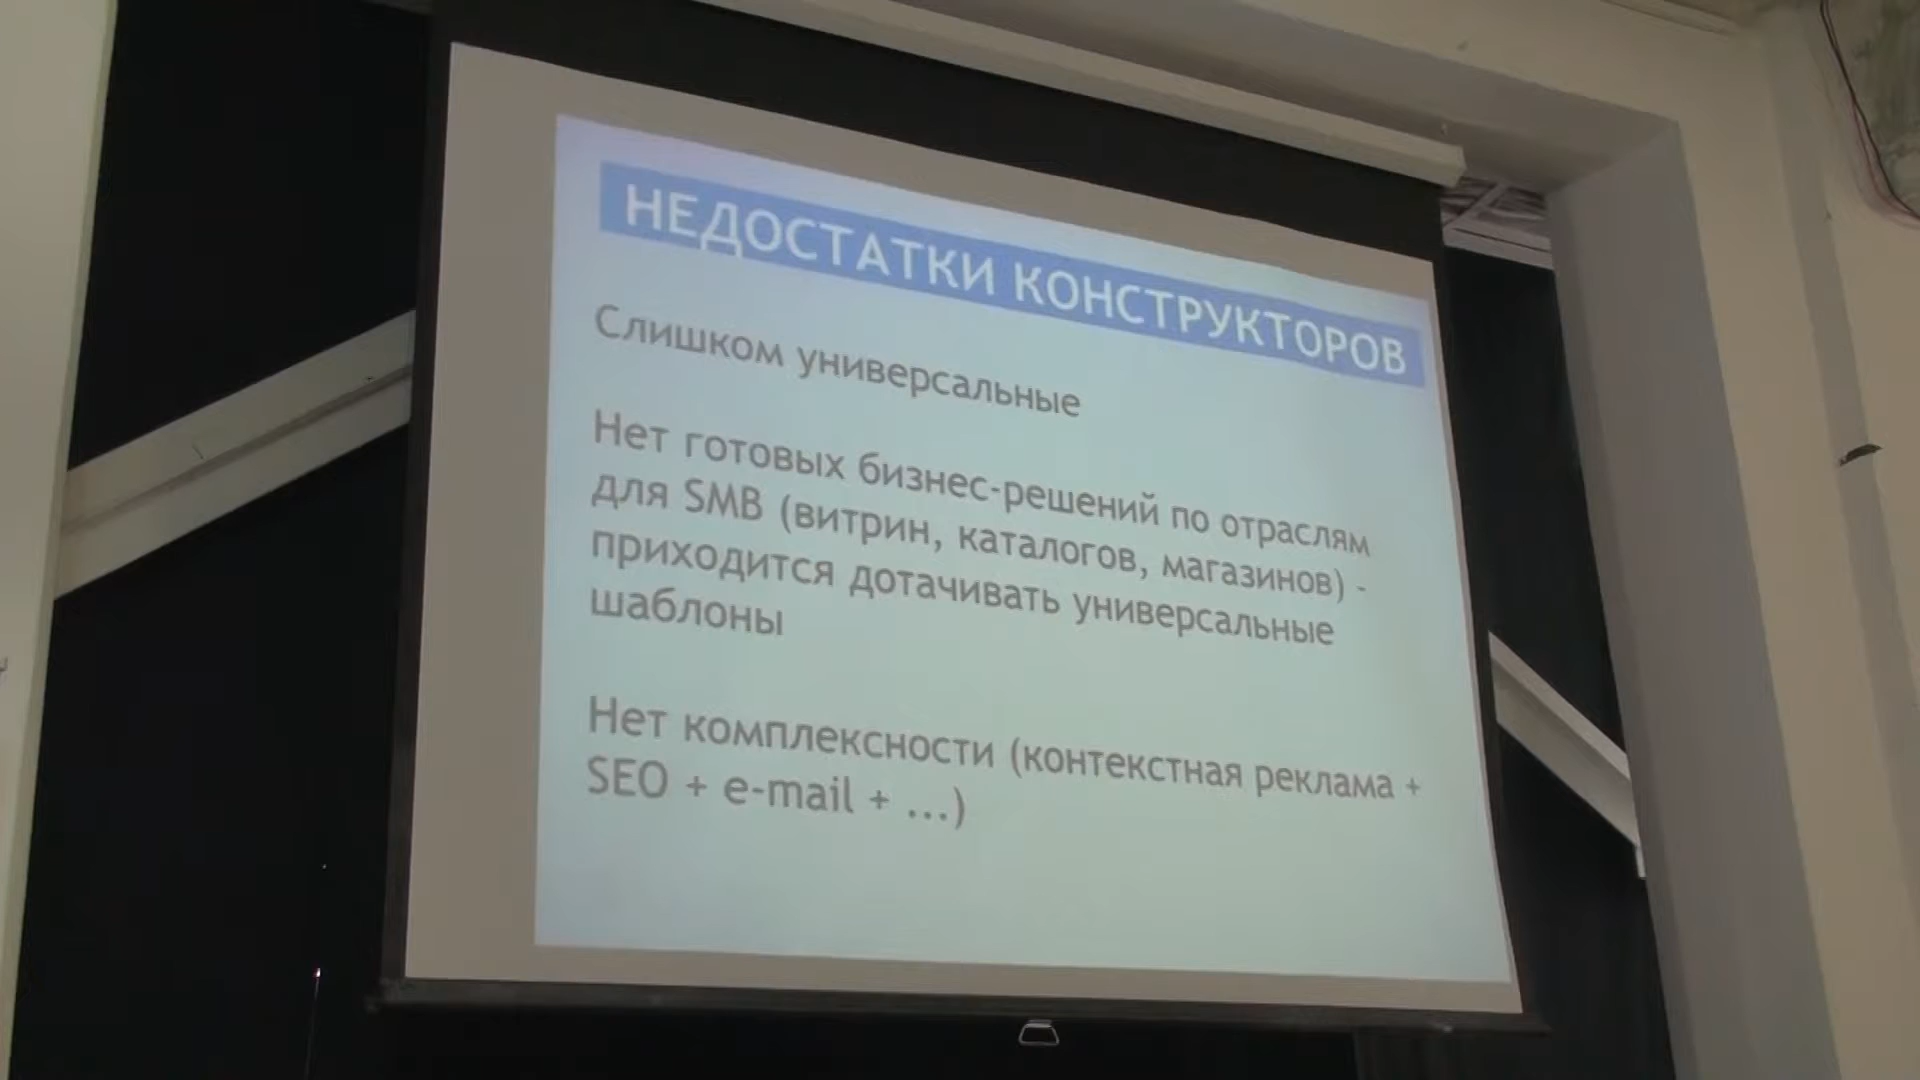 НЕДОСТАТКИ КОНСТРУКТОРОВ
Слишком универсальные
Нет готовых бизнес-решений по отраслям
для SMB (витрин, каталогов, магазинов) -
приходится дотачивать универсальные
шаблоны
Нет комплексности (контекстная реклама +
SEO + e-mail + ...)